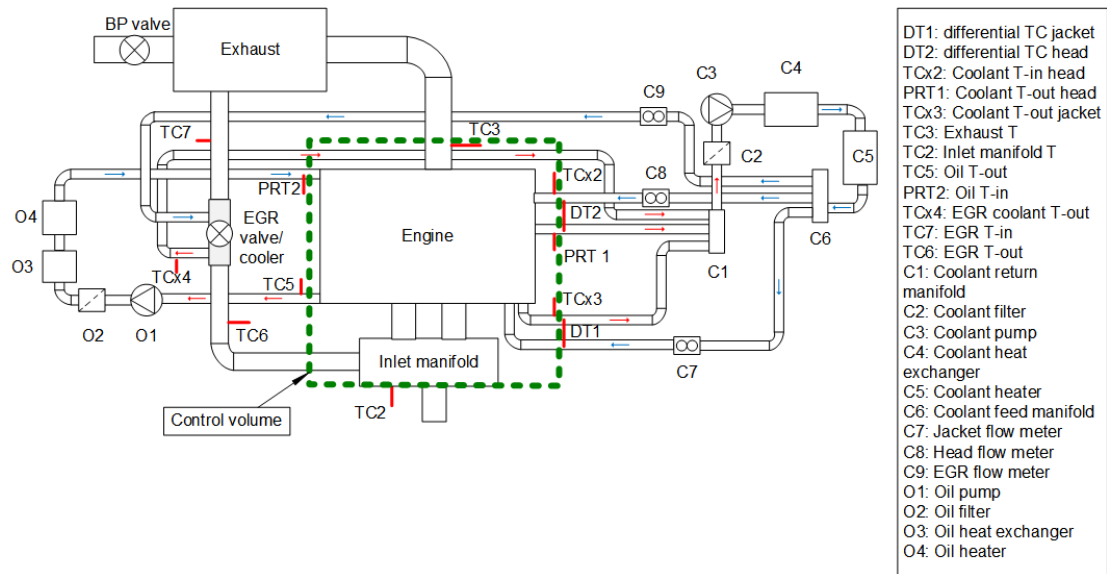 BP valve
Exhaust
C3
C4
C9
TC7
TC3
C2
C5
PRT2
TCx2
C8
O4
EGR
valve/
cooler
Engine
DT2
C6
PRT 1
C1
O3
TCx4
TC5
TCx3
O2
O1
TC6
DT1
Inlet manifold
C7
TC2
Control volume
DT1: differential TC jacket
DT2: differential TC head
TCx2: Coolant T-in head
PRT1: Coolant T-out head
TCx3: Coolant T-out jacket
TC3: Exhaust T
TC2: Inlet manifold T
TC5: Oil T-out
PRT2: Oil T-in
TCx4: EGR coolant T-out
TC7: EGR T-in
TC6: EGR T-out
C1: Coolant return
manifold
C2: Coolant filter
C3: Coolant pump
C4: Coolant heat
exchanger
C5: Coolant heater
C6: Coolant feed manifold
C7: Jacket flow meter
C8: Head flow meter
C9: EGR flow meter
O1: Oil pump
O2: Oil filter
O3: Oil heat exchanger
O4: Oil heater